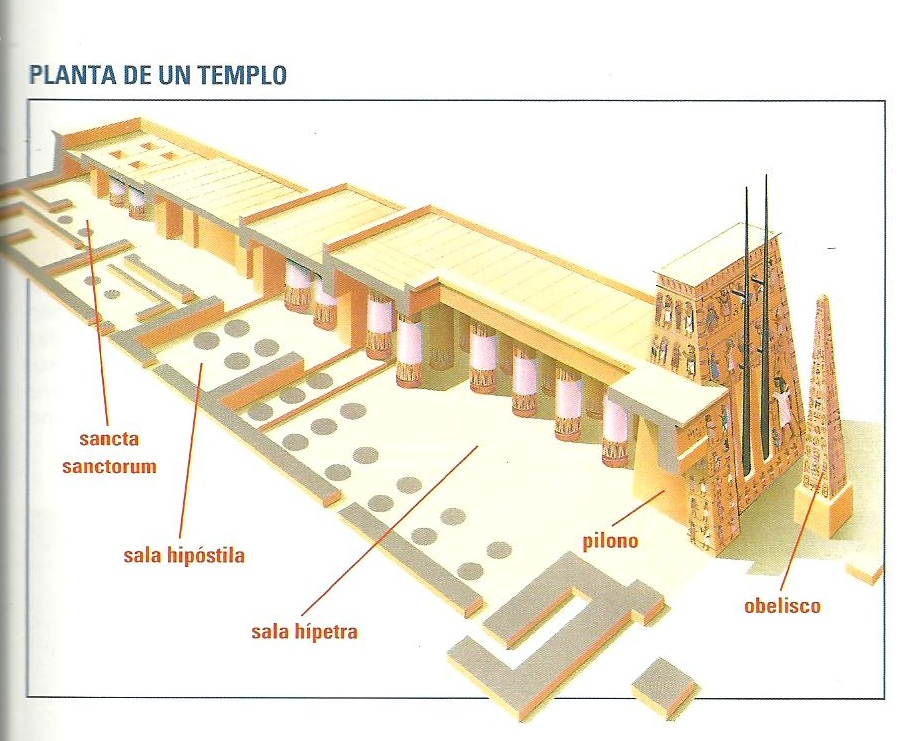 PLANTA DE UN TEMPLO
sancta
sanctorum
sala hipóstila
sala hípetra
pilono
obelisco